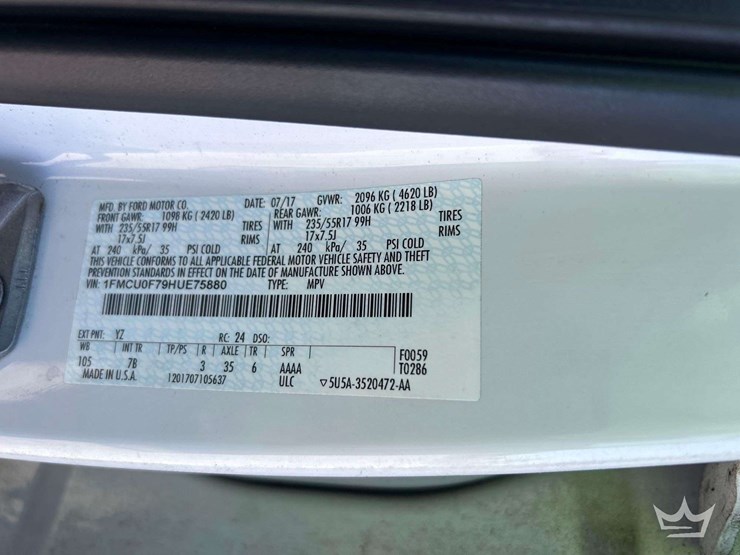 MFD. BY FORD MOTOR CO. DATE: 07/17 GVWR: 2096 KG ( 4620 LB)
FRONT GAWR: 1098 KG ( 2420 LB) REAR GAWR: 1006 KG ( 2218 LB)
WITH 235/55R17 99H TIRES WITH 235/55R17 99H TIRES
17x7.5J RIMS 17x7.5J RIMS
AT 240 kPa/ 35 PSI COLD AT 240 kPa/ 35 PSI COLD
THIS VEHICLE CONFORMS TO ALL APPLICABLE FEDERAL MOTOR VEHICLE SAFETY AND THEFT
PREVENTION STANDARDS IN EFFECT ON THE DATE OF MANUFACTURE SHOWN ABOVE.
VIN: 1FMCU0F79HUE75880 TYPE: MPV
EXT PNT: YZ RC: 24 DSO:
WB INT TR TP/PS R AXLE TR SPR F0059
105 7B 3 35 6 AAAA T0286
MADE IN U.S.A. 1201707105637 ULC ▽5U5A-3520472-AA